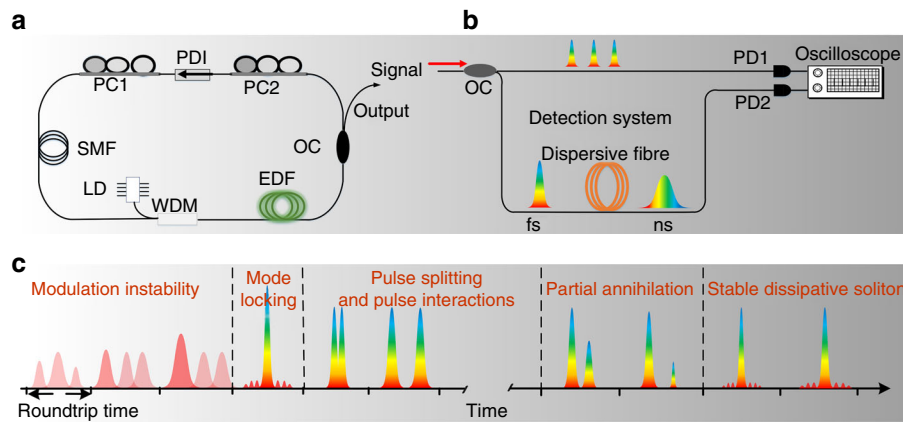 a
PDI
PC1
PC2
Signal
Output
SMF
OC
LD
WDM
EDF
b
OC
PD1
Oscilloscope
PD2
Detection system
Dispersive fibre
fs
ns
c
Modulation instability
Mode
locking
Pulse splitting
and pulse interactions
Partial annihilation
Stable dissipative soliton
Roundtrip time
Time